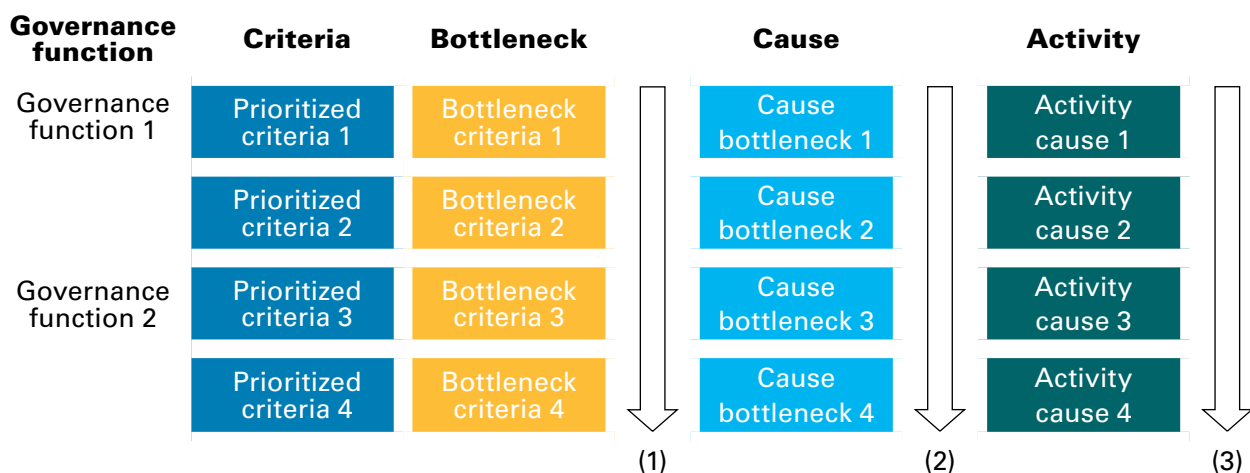 Governance
function
Criteria
Bottleneck
Cause
Activity
Governance
function 1
Prioritized
criteria 1
Bottleneck
criteria 1
Cause
bottleneck 1
Activity
cause 1
Prioritized
criteria 2
Bottleneck
criteria 2
Cause
bottleneck 2
Activity
cause 2
Governance
function 2
Prioritized
criteria 3
Bottleneck
criteria 3
Cause
bottleneck 3
Activity
cause 3
Prioritized
criteria 4
Bottleneck
criteria 4
Cause
bottleneck 4
Activity
cause 4
(1)
(2)
(3)